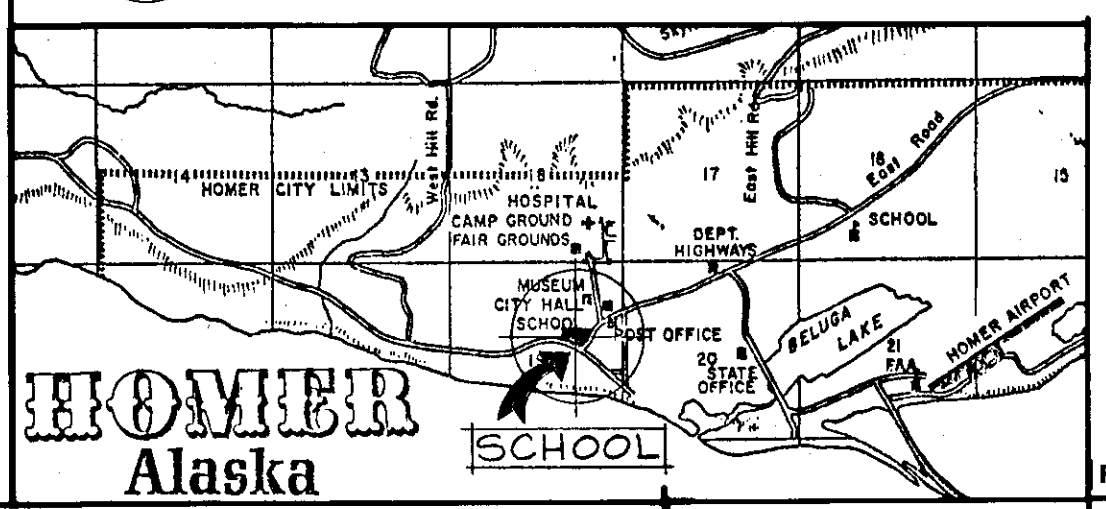 West Hill Rd.
East Hill Rd.
East Road
14
13
18
HOMER CITY LIMITS
17
16
15
HOSPITAL
CAMP GROUND
FAIR GROUNDS
SCHOOL
DEPT.
HIGHWAYS
MUSEUM
CITY HALL
SCHOOL
POST OFFICE
BELUGA
LAKE
HOMER AIRPORT
20
STATE
OFFICE
21
FAA
HOMER
Alaska
SCHOOL